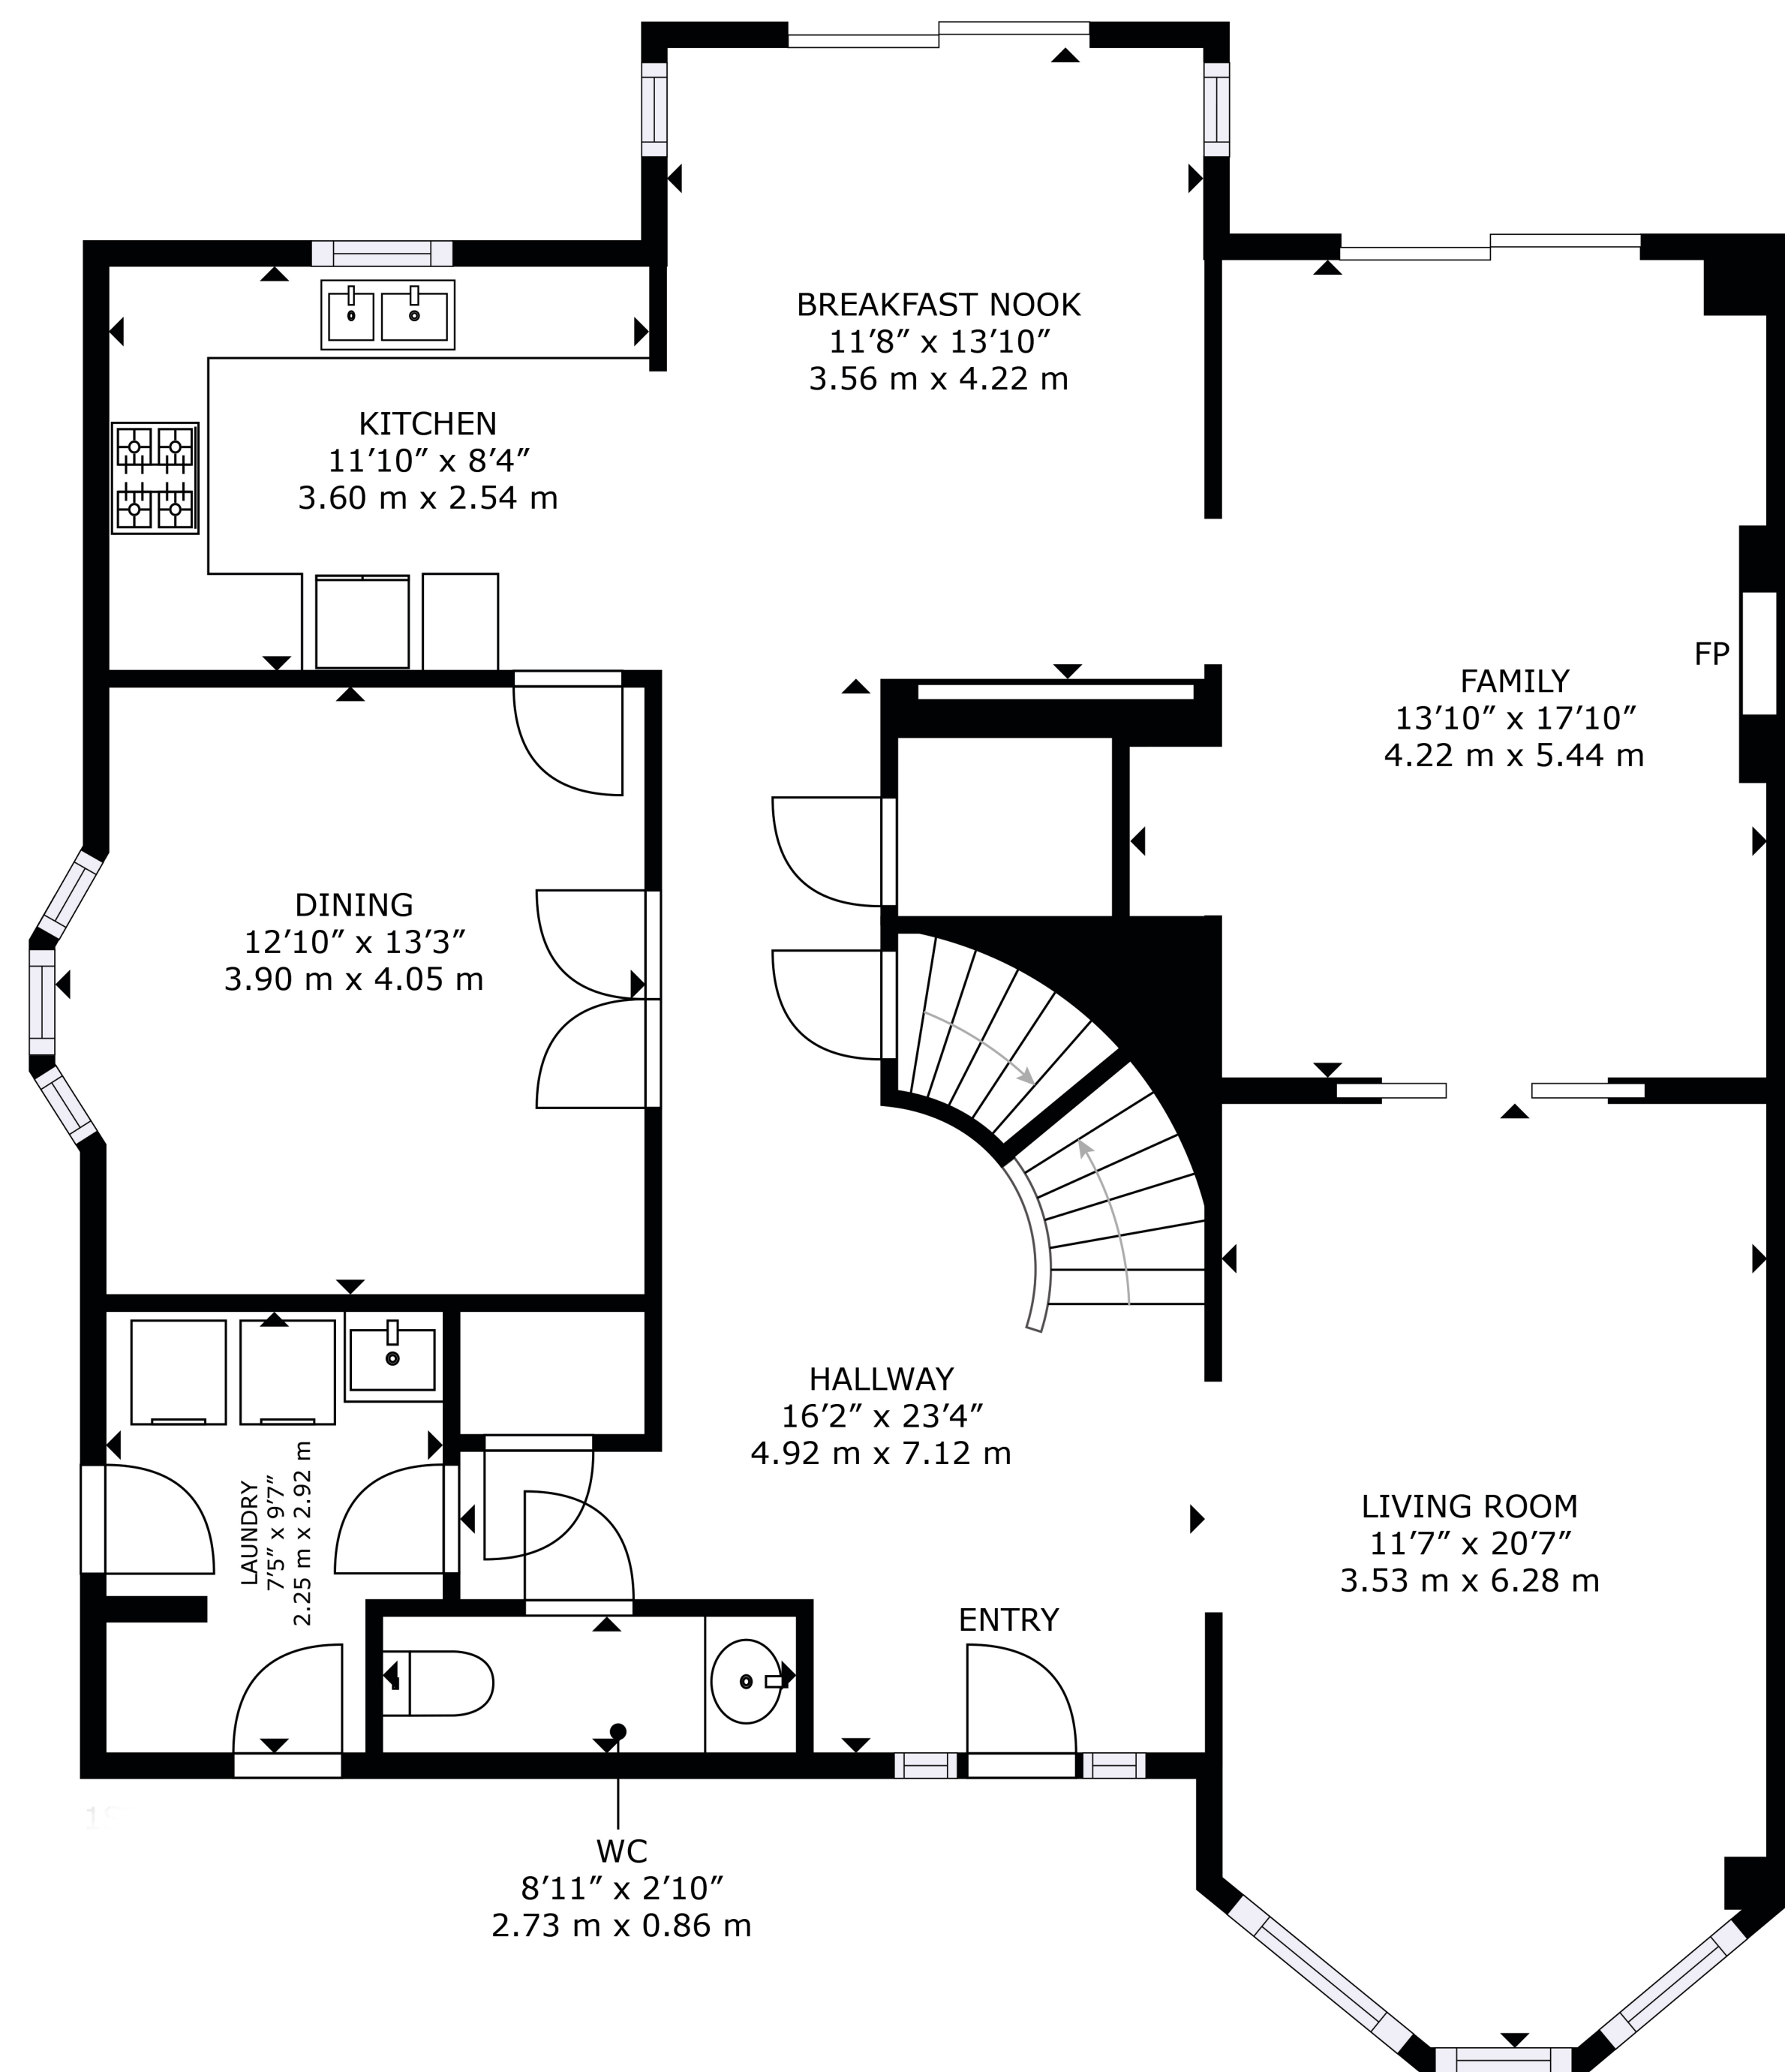 BREAKFAST NOOK
11’8” x 13’10”
3.56 m x 4.22 m
KITCHEN
11’10” x 8’4”
3.60 m x 2.54 m
FP
FAMILY
13’10” x 17’10”
4.22 m x 5.44 m
DINING
12’10” x 13’3”
3.90 m x 4.05 m
HALLWAY
16’2” x 23’4”
4.92 m x 7.12 m
LAUNDRY
7’5” x 9’7”
2.25 m x 2.92 m
LIVING ROOM
11’7” x 20’7”
3.53 m x 6.28 m
ENTRY
WC
8’11” x 2’10”
2.73 m x 0.86 m